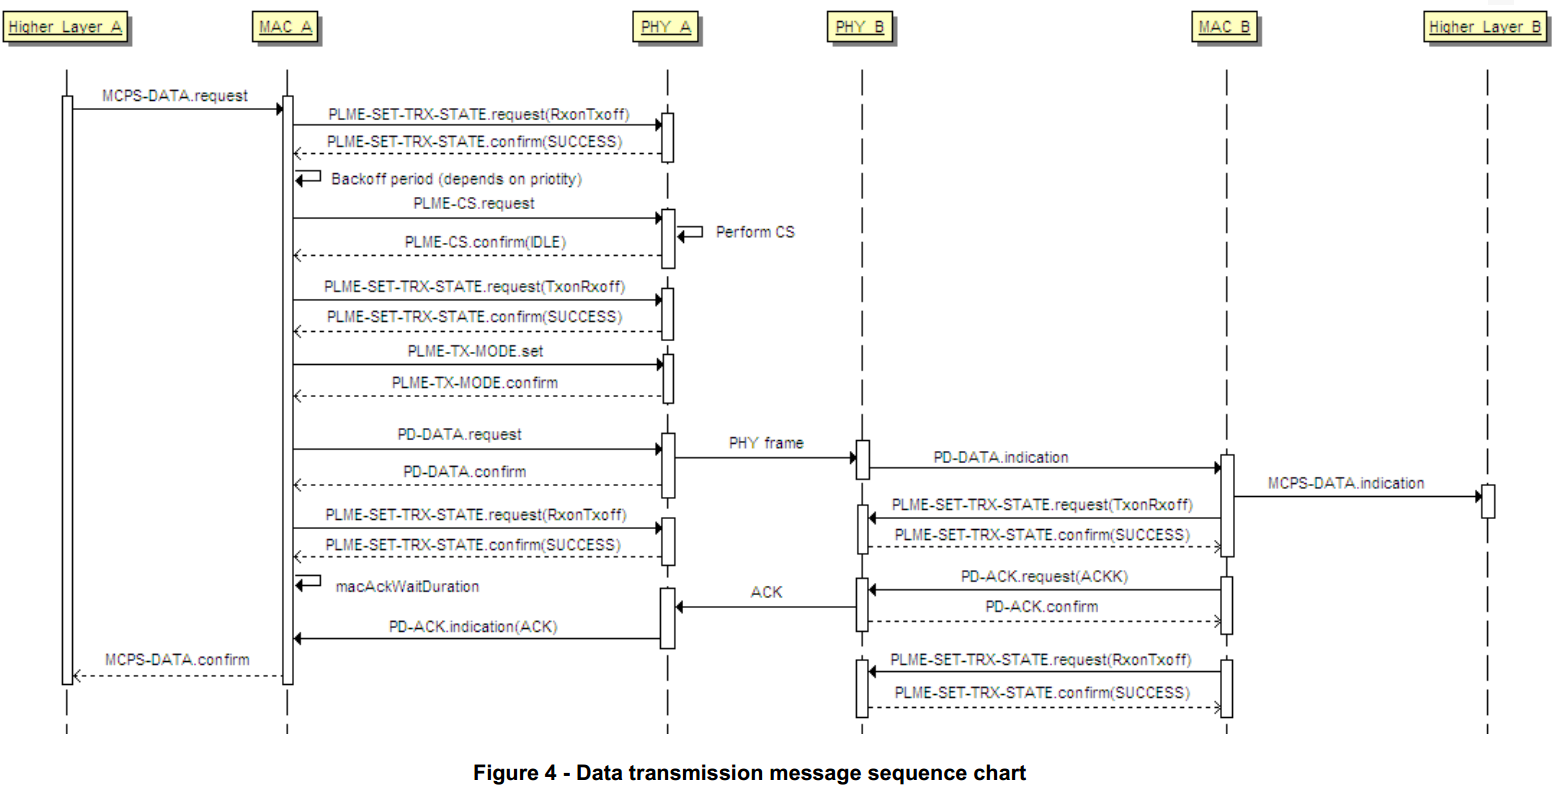 Higher_Layer_A
MAC_A
PHY_A
PHY_B
MAC_B
Higher_Layer_B
MCPS-DATA.request
PLME-SET-TRX-STATE.request(RxonTxoff)
PLME-SET-TRX-STATE.confirm(SUCCESS)
Backoff period (depends on priotity)
PLME-CS.request
Perform CS
PLME-CS.confirm(IDLE)
PLME-SET-TRX-STATE.request(TxonRxoff)
PLME-SET-TRX-STATE.confirm(SUCCESS)
PLME-TX-MODE.set
PLME-TX-MODE.confirm
PD-DATA.request
PHY frame
PD-DATA.indication
PD-DATA.confirm
MCPS-DATA.indication
PLME-SET-TRX-STATE.request(TxonRxoff)
PLME-SET-TRX-STATE.request(RxonTxoff)
PLME-SET-TRX-STATE.confirm(SUCCESS)
PLME-SET-TRX-STATE.confirm(SUCCESS)
PD-ACK.request(ACKK)
macAckWaitDuration
ACK
PD-ACK.confirm
PD-ACK.indication(ACK)
MCPS-DATA.confirm
PLME-SET-TRX-STATE.request(RxonTxoff)
PLME-SET-TRX-STATE.confirm(SUCCESS)
Figure 4 - Data transmission message sequence chart